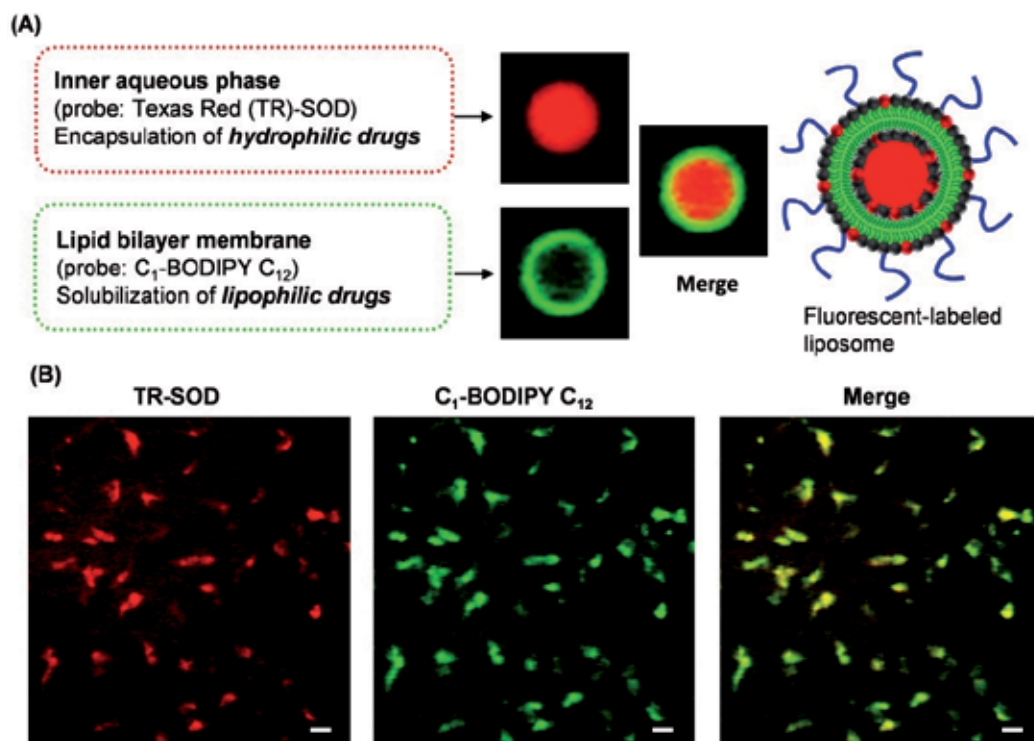 (A)
Inner aqueous phase
(probe: Texas Red (TR)-SOD)
Encapsulation of hydrophilic drugs
Lipid bilayer membrane
(probe: C₁-BODIPY C₁₂)
Solubilization of lipophilic drugs
Merge
Fluorescent-labeled
liposome
(B)
TR-SOD
C₁-BODIPY C₁₂
Merge